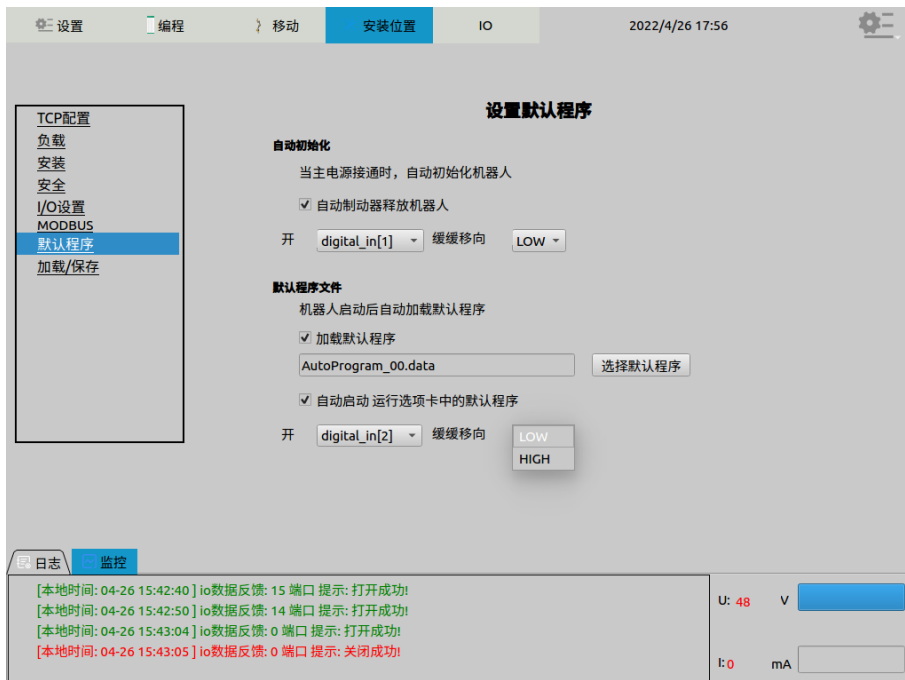 设置 编程 移动 安装位置 IO 2022/4/26 17:56
设置默认程序
TCP配置
负载
安装
安全
I/O设置
MODBUS
默认程序
加载/保存
自动初始化
当主电源接通时，自动初始化机器人
自动制动器释放机器人
开 digital_in[1] 缓缓移向 LOW
默认程序文件
机器人启动后自动加载默认程序
加载默认程序
AutoProgram_00.data 选择默认程序
自动启动 运行选项卡中的默认程序
开 digital_in[2] 缓缓移向 LOW
HIGH
日志 监控
[本地时间: 04-26 15:42:40 ] io数据反馈: 15 端口 提示: 打开成功!
[本地时间: 04-26 15:42:50 ] io数据反馈: 14 端口 提示: 打开成功!
[本地时间: 04-26 15:43:04 ] io数据反馈: 0 端口 提示: 打开成功!
[本地时间: 04-26 15:43:05 ] io数据反馈: 0 端口 提示: 关闭成功!
U: 48 V
I: 0 mA